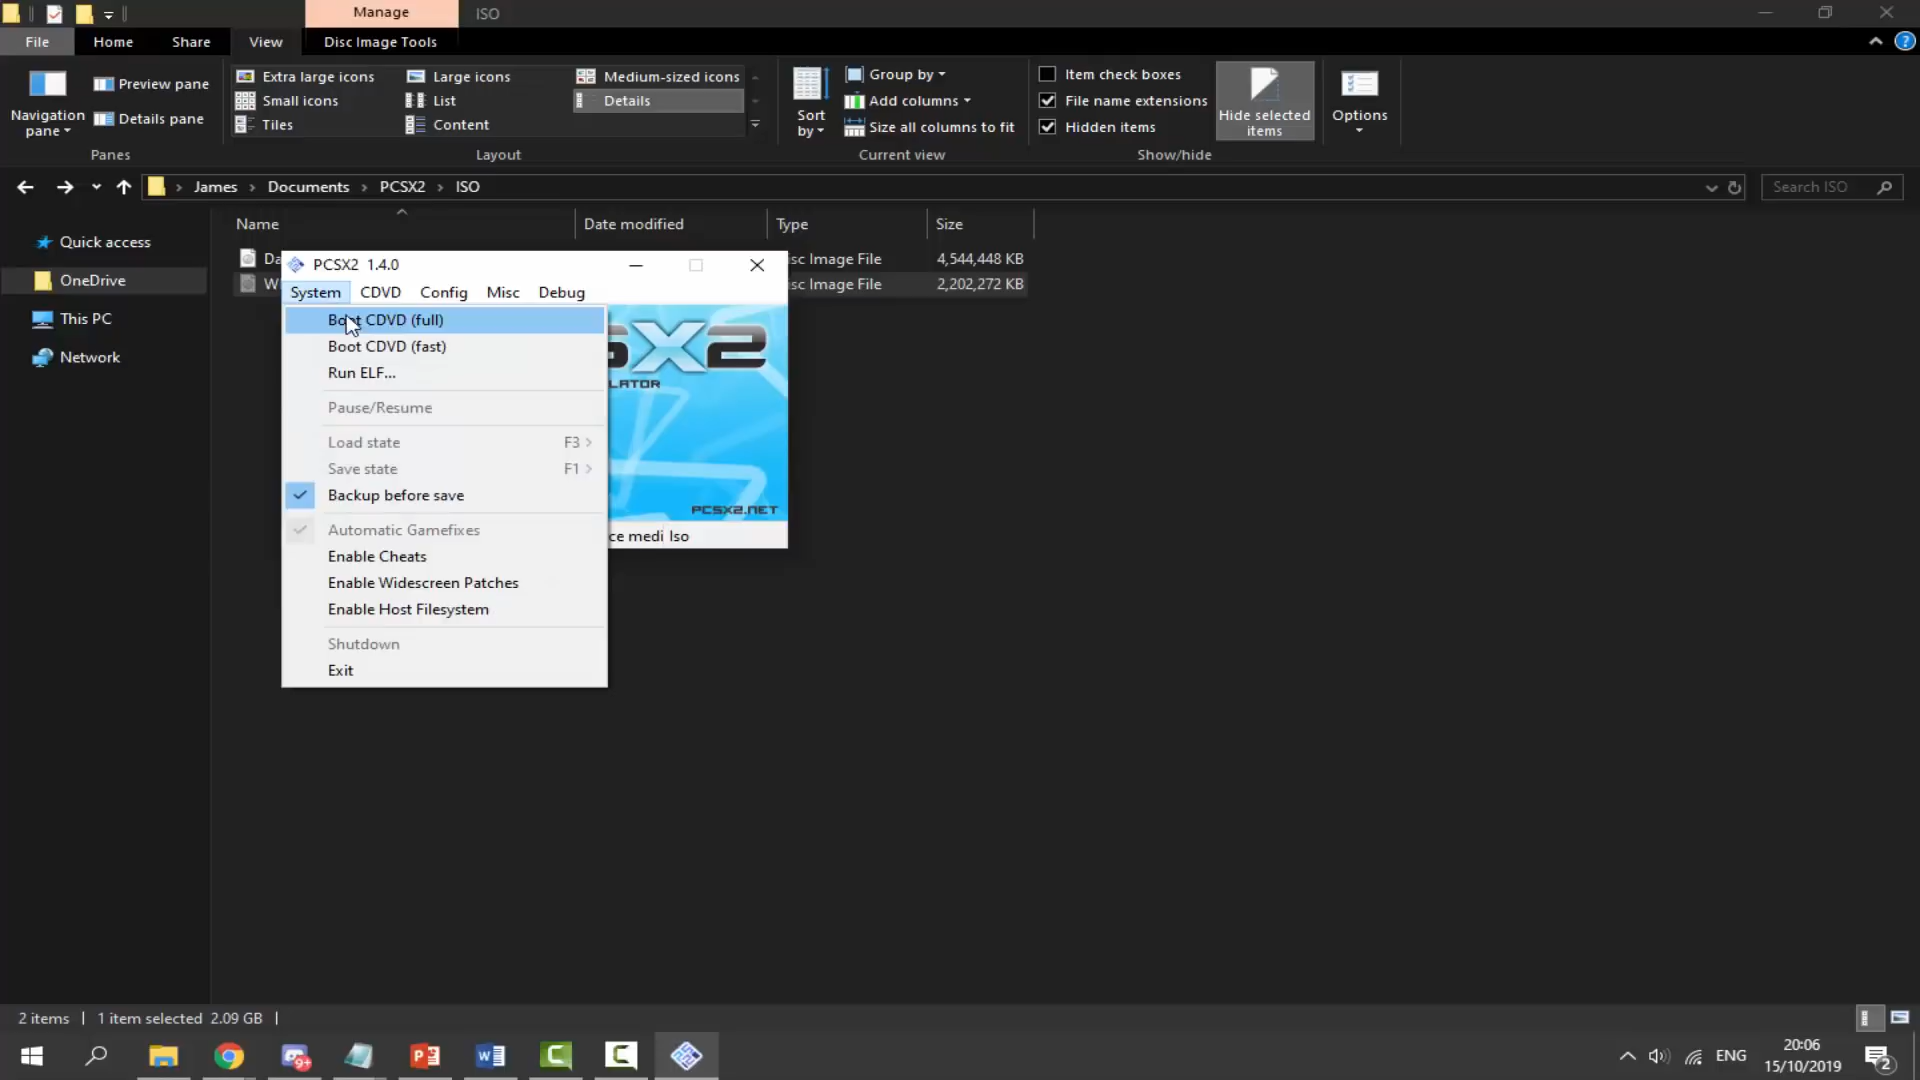 Manage
ISO
File
Home
Share
View
Disc Image Tools
Navigation pane
Preview pane
Details pane
Panes
Extra large icons
Large icons
Medium-sized icons
Small icons
List
Details
Tiles
Content
Layout
Sort by
Group by
Add columns
Size all columns to fit
Current view
Item check boxes
File name extensions
Hidden items
Hide selected items
Show/hide
Options
James
Documents
PCSX2
ISO
Search ISO
Name
Date modified
Type
Size
Quick access
OneDrive
This PC
Network
Da
sc Image File
4,544,448 KB
W
sc Image File
2,202,272 KB
PCSX2 1.4.0
System
CDVD
Config
Misc
Debug
Boot CDVD (full)
Boot CDVD (fast)
Run ELF...
Pause/Resume
Load state
F3
Save state
F1
Backup before save
Automatic Gamefixes
Enable Cheats
Enable Widescreen Patches
Enable Host Filesystem
Shutdown
Exit
SX2
LATOR
PCSX2.NET
ce medi Iso
2 items
1 item selected 2.09 GB
9+
ENG
20:06
15/10/2019
2